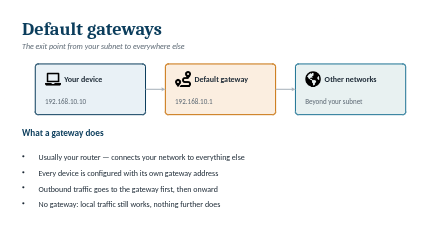 Default gateways
The exit point from your subnet to everywhere else
Your device
192.168.10.10
Default gateway
192.168.10.1
Other networks
Beyond your subnet
What a gateway does
• Usually your router — connects your network to everything else
• Every device is configured with its own gateway address
• Outbound traffic goes to the gateway first, then onward
• No gateway: local traffic still works, nothing further does